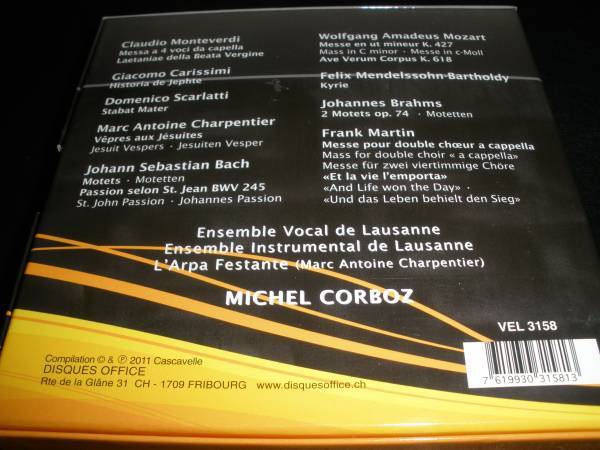 Claudio Monteverdi
Messa a 4 voci da capella
Laetaniae della Beata Vergine
Giacomo Carissimi
Historia de Jephte
Domenico Scarlatti
Stabat Mater
Marc Antoine Charpentier
Vêpres aux Jésuites
Jesuit Vespers · Jesuiten Vesper
Johann Sebastian Bach
Motets · Motetten
Passion selon St. Jean BWV 245
St. John Passion · Johannes Passion
Wolfgang Amadeus Mozart
Messe en ut mineur K. 427
Mass in C minor · Messe in c-Moll
Ave Verum Corpus K. 618
Felix Mendelssohn-Bartholdy
Kyrie
Johannes Brahms
2 Motets op. 74 · Motetten
Frank Martin
Messe pour double chœur a cappella
Mass for double choir « a cappella»
Messe für zwei viertimmige Chöre
«Et la vie l'emporta»
«And Life won the Day» ·
«Und das Leben behielt den Sieg»
Ensemble Vocal de Lausanne
Ensemble Instrumental de Lausanne
L'Arpa Festante (Marc Antoine Charpentier)
MICHEL CORBOZ
VEL 3158
7 619930 315813
Compilation © & ℗ 2011 Cascavelle
DISQUES OFFICE
Rte de la Glâne 31 CH - 1709 FRIBOURG www.disquesoffice.ch